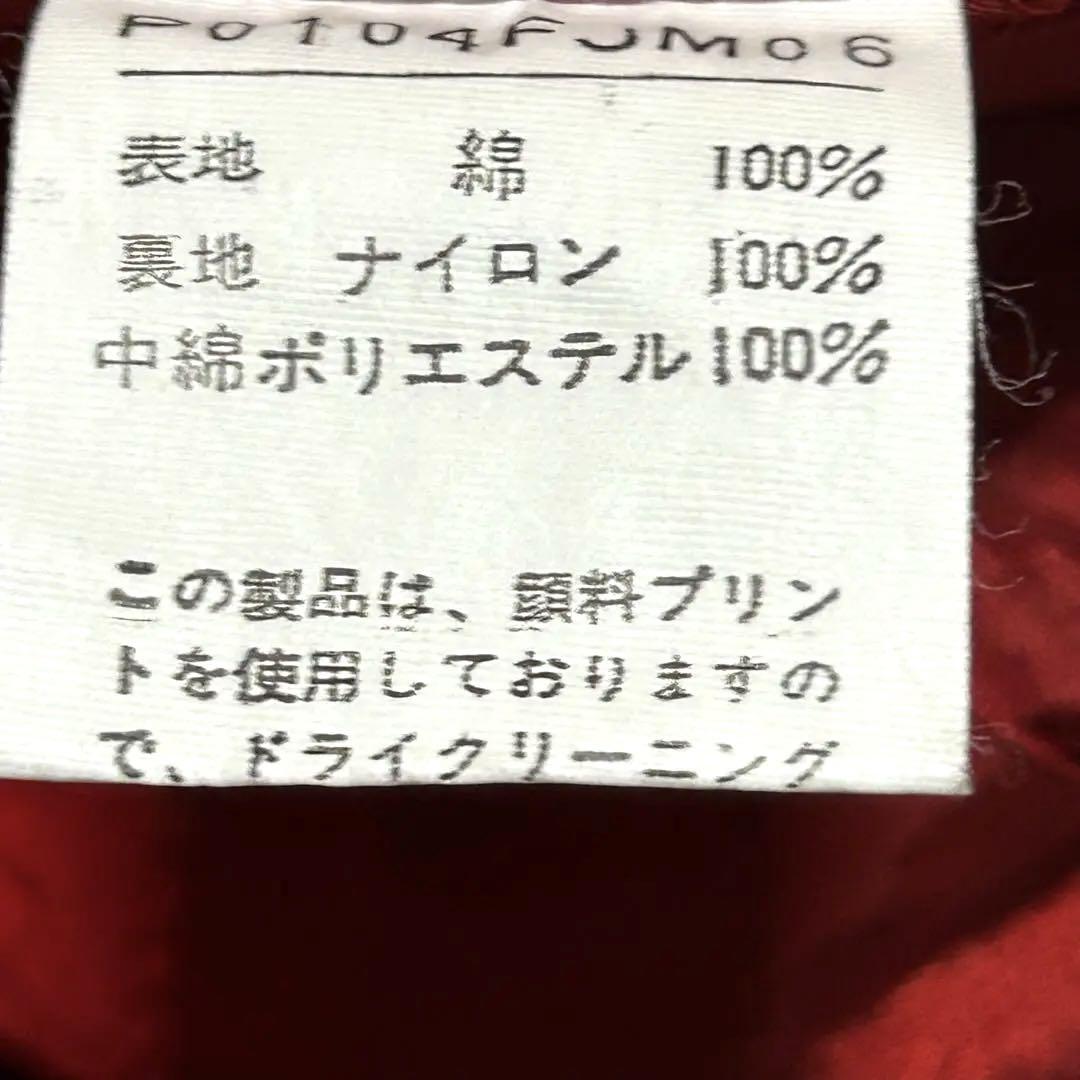 P0104FJM06
表地 綿 100%
裏地 ナイロン 100%
中綿ポリエステル100%
この製品は、顔料プリン
トを使用しておりますの
で、ドライクリーニング